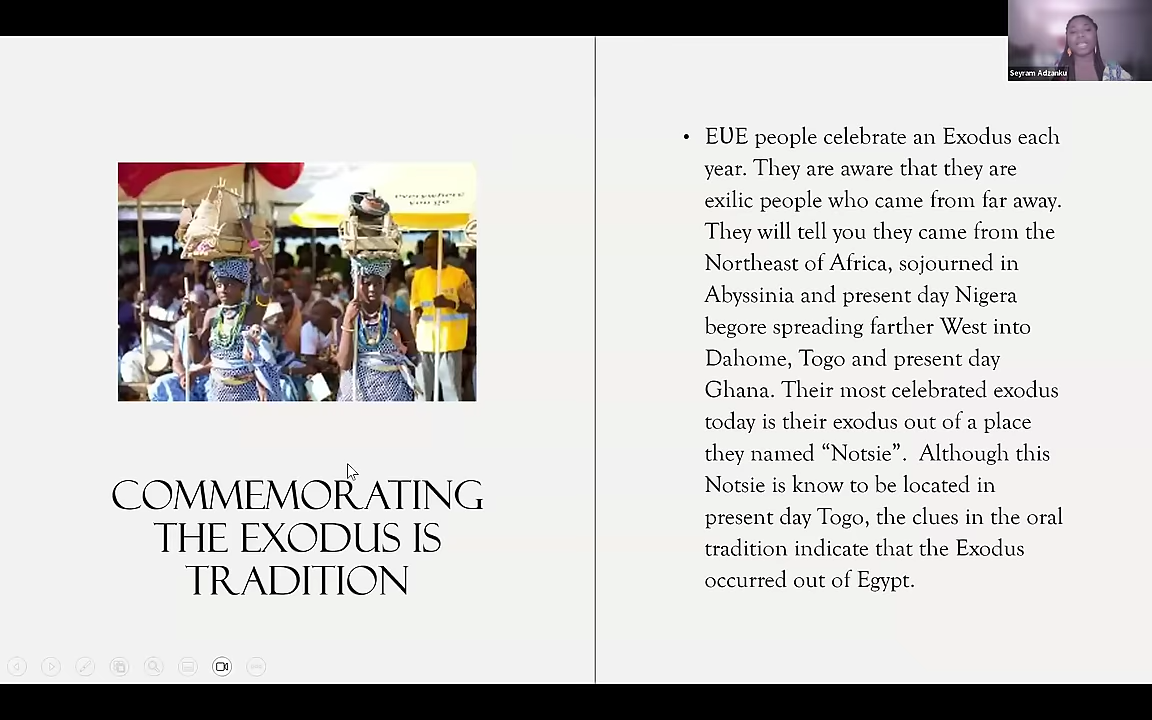 Seyram Adzanku
everywhere
you go
COMMEMORATING
THE EXODUS IS
TRADITION
• EUE people celebrate an Exodus each
year. They are aware that they are
exilic people who came from far away.
They will tell you they came from the
Northeast of Africa, sojourned in
Abyssinia and present day Nigera
begore spreading farther West into
Dahome, Togo and present day
Ghana. Their most celebrated exodus
today is their exodus out of a place
they named “Notsie”.  Although this
Notsie is know to be located in
present day Togo, the clues in the oral
tradition indicate that the Exodus
occurred out of Egypt.